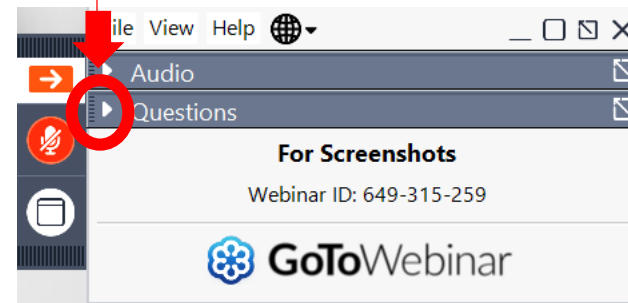 ile View Help
Audio
Questions
For Screenshots
Webinar ID: 649-315-259
GoToWebinar